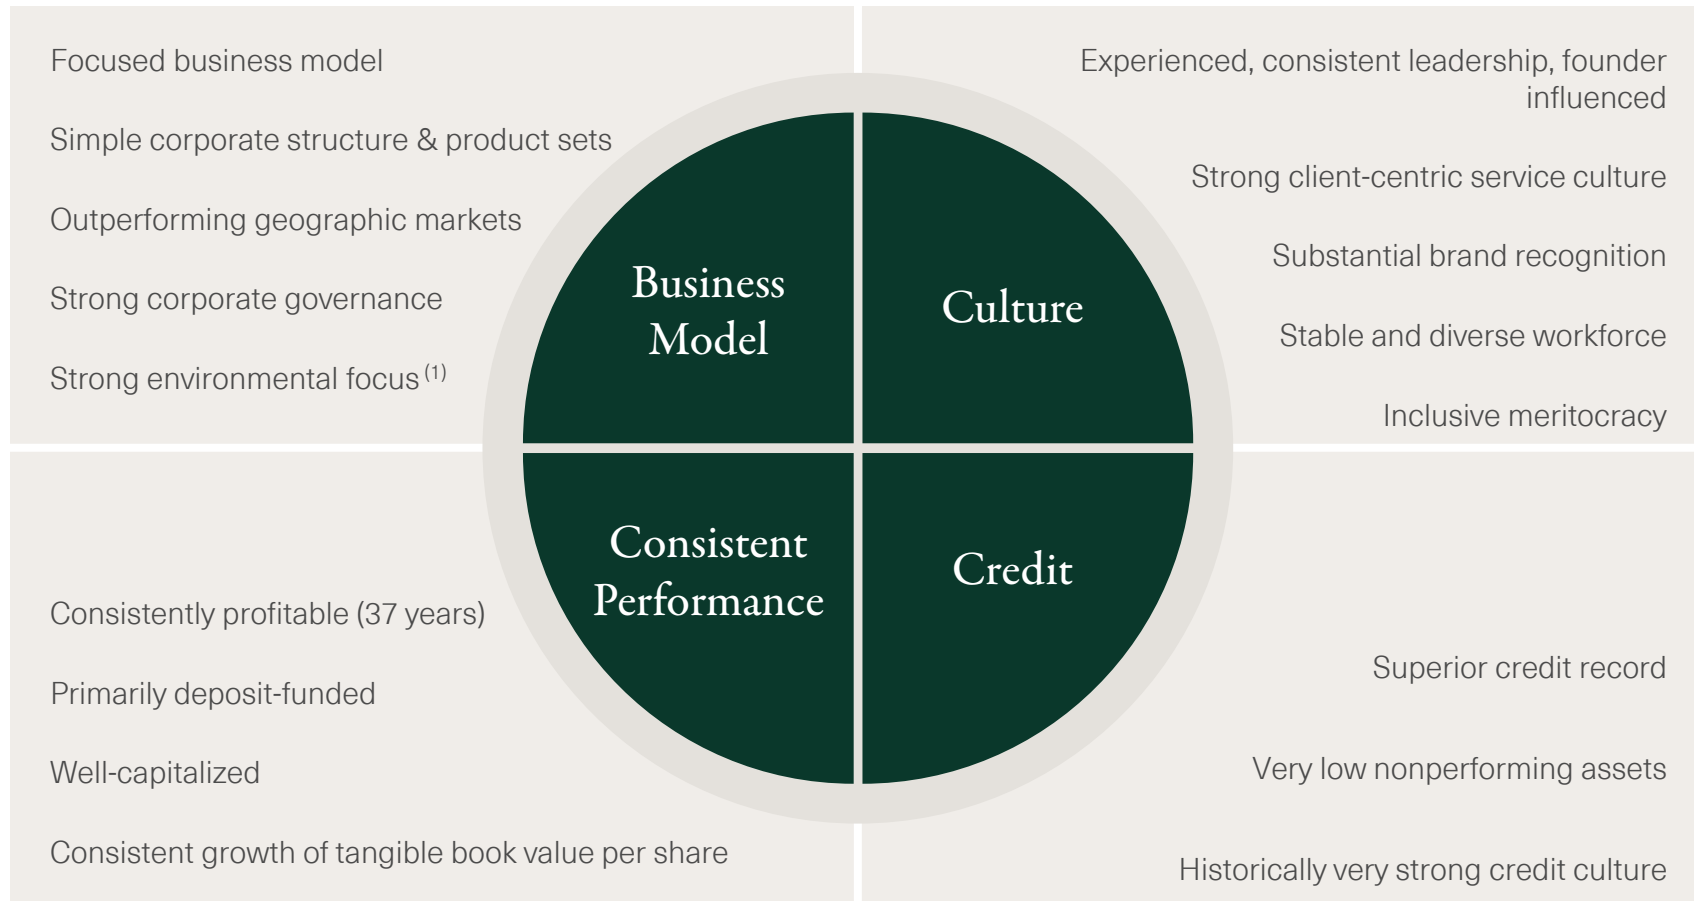 Focused business model
Simple corporate structure & product sets
Outperforming geographic markets
Strong corporate governance
Strong environmental focus (1)
Business
Model
Experienced, consistent leadership, founder
influenced
Strong client-centric service culture
Substantial brand recognition
Stable and diverse workforce
Inclusive meritocracy
Culture
Consistent
Performance
Consistently profitable (37 years)
Primarily deposit-funded
Well-capitalized
Consistent growth of tangible book value per share
Credit
Superior credit record
Very low nonperforming assets
Historically very strong credit culture